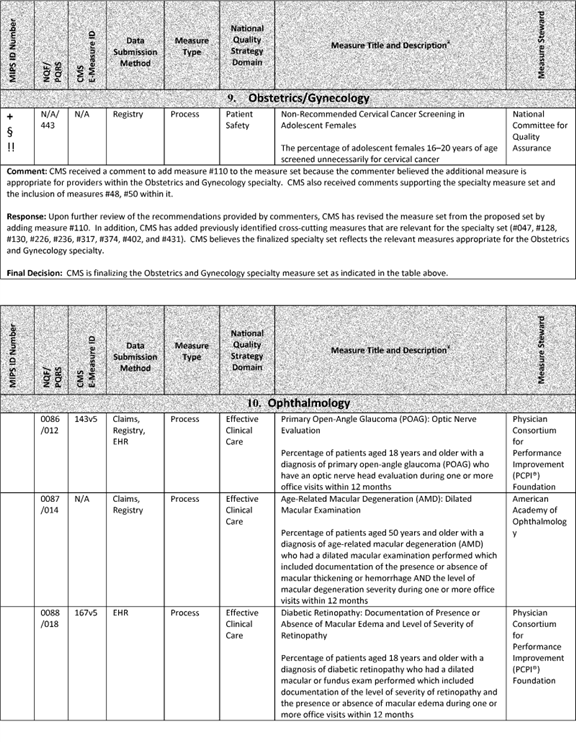 MIPS ID Number
NQF/
PQRS
CMS
E-Measure ID
Data
Submission
Method
Measure
Type
National
Quality
Strategy
Domain
Measure Title and Description¥
Measure Steward
9. Obstetrics/Gynecology
+
§
!!
N/A/
443
N/A
Registry
Process
Patient
Safety
Non-Recommended Cervical Cancer Screening in
Adolescent Females
The percentage of adolescent females 16–20 years of age
screened unnecessarily for cervical cancer
National
Committee for
Quality
Assurance
Comment: CMS received a comment to add measure #110 to the measure set because the commenter believed the additional measure is
appropriate for providers within the Obstetrics and Gynecology specialty. CMS also received comments supporting the specialty measure set and
the inclusion of measures #48, #50 within it.
Response: Upon further review of the recommendations provided by commenters, CMS has revised the measure set from the proposed set by
adding measure #110. In addition, CMS has added previously identified cross-cutting measures that are relevant for the specialty set (#047, #128,
#130, #226, #236, #317, #374, #402, and #431). CMS believes the finalized specialty set reflects the relevant measures appropriate for the Obstetrics
and Gynecology specialty.
Final Decision: CMS is finalizing the Obstetrics and Gynecology specialty measure set as indicated in the table above.
MIPS ID Number
NQF/
PQRS
CMS
E-Measure ID
Data
Submission
Method
Measure
Type
National
Quality
Strategy
Domain
Measure Title and Description¥
Measure Steward
10. Ophthalmology
0086
/012
143v5
Claims,
Registry,
EHR
Process
Effective
Clinical
Care
Primary Open-Angle Glaucoma (POAG): Optic Nerve
Evaluation
Percentage of patients aged 18 years and older with a
diagnosis of primary open-angle glaucoma (POAG) who
have an optic nerve head evaluation during one or more
office visits within 12 months
Physician
Consortium
for
Performance
Improvement
(PCPI®)
Foundation
0087
/014
N/A
Claims,
Registry
Process
Effective
Clinical
Care
Age-Related Macular Degeneration (AMD): Dilated
Macular Examination
Percentage of patients aged 50 years and older with a
diagnosis of age-related macular degeneration (AMD)
who had a dilated macular examination performed which
included documentation of the presence or absence of
macular thickening or hemorrhage AND the level of
macular degeneration severity during one or more office
visits within 12 months
American
Academy of
Ophthalmolog
y
0088
/018
167v5
EHR
Process
Effective
Clinical
Care
Diabetic Retinopathy: Documentation of Presence or
Absence of Macular Edema and Level of Severity of
Retinopathy
Percentage of patients aged 18 years and older with a
diagnosis of diabetic retinopathy who had a dilated
macular or fundus exam performed which included
documentation of the level of severity of retinopathy and
the presence or absence of macular edema during one or
more office visits within 12 months
Physician
Consortium
for
Performance
Improvement
(PCPI®)
Foundation